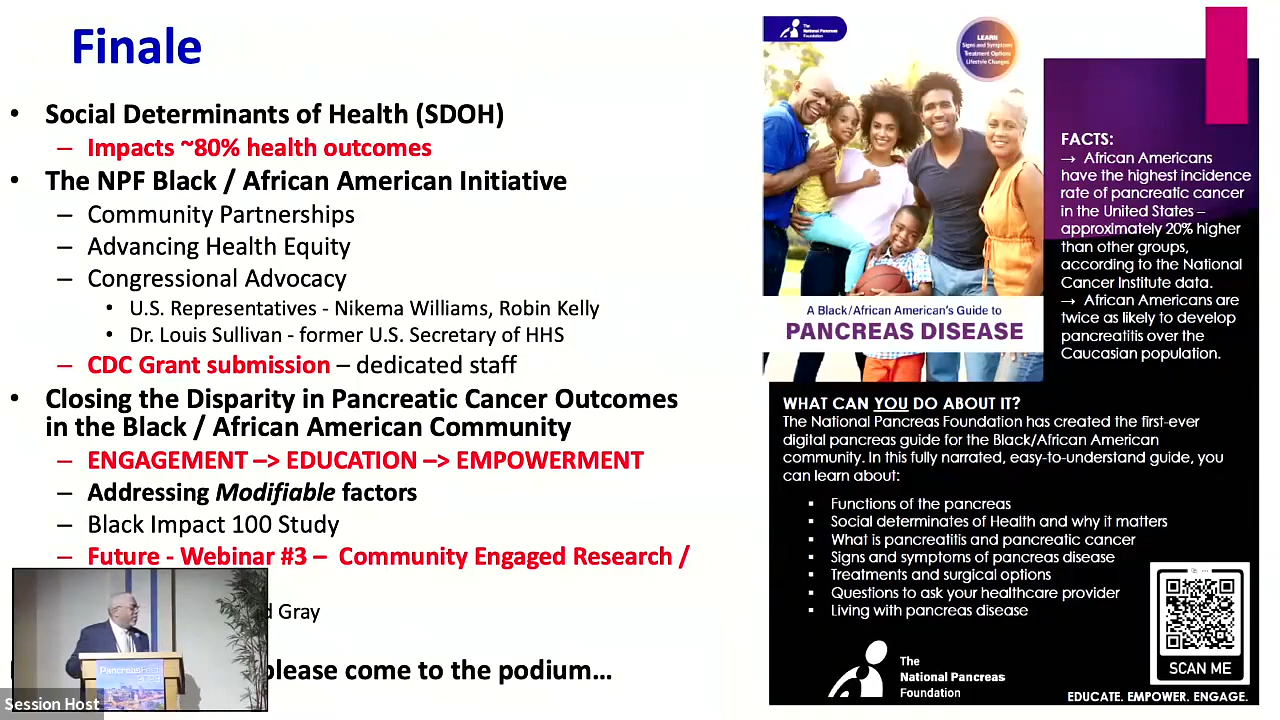 Finale
• Social Determinants of Health (SDOH)
– Impacts ~80% health outcomes
• The NPF Black / African American Initiative
– Community Partnerships
– Advancing Health Equity
– Congressional Advocacy
• U.S. Representatives - Nikema Williams, Robin Kelly
• Dr. Louis Sullivan - former U.S. Secretary of HHS
– CDC Grant submission – dedicated staff
• Closing the Disparity in Pancreatic Cancer Outcomes
in the Black / African American Community
– ENGAGEMENT –> EDUCATION –> EMPOWERMENT
– Addressing Modifiable factors
– Black Impact 100 Study
– Future - Webinar #3 – Community Engaged Research /
Gray
please come to the podium...
PancreasFest
Session Host
The
National Pancreas
Foundation
LEARN
Signs and Symptoms
Treatment Options
Lifestyle Changes
A Black/African American's Guide to
PANCREAS DISEASE
FACTS:
→ African Americans
have the highest incidence
rate of pancreatic cancer
in the United States –
approximately 20% higher
than other groups,
according to the National
Cancer Institute data.
→ African Americans are
twice as likely to develop
pancreatitis over the
Caucasian population.
WHAT CAN YOU DO ABOUT IT?
The National Pancreas Foundation has created the first-ever
digital pancreas guide for the Black/African American
community. In this fully narrated, easy-to-understand guide, you
can learn about:
▪ Functions of the pancreas
▪ Social determinates of Health and why it matters
▪ What is pancreatitis and pancreatic cancer
▪ Signs and symptoms of pancreas disease
▪ Treatments and surgical options
▪ Questions to ask your healthcare provider
▪ Living with pancreas disease
The
National Pancreas
Foundation
SCAN ME
EDUCATE. EMPOWER. ENGAGE.